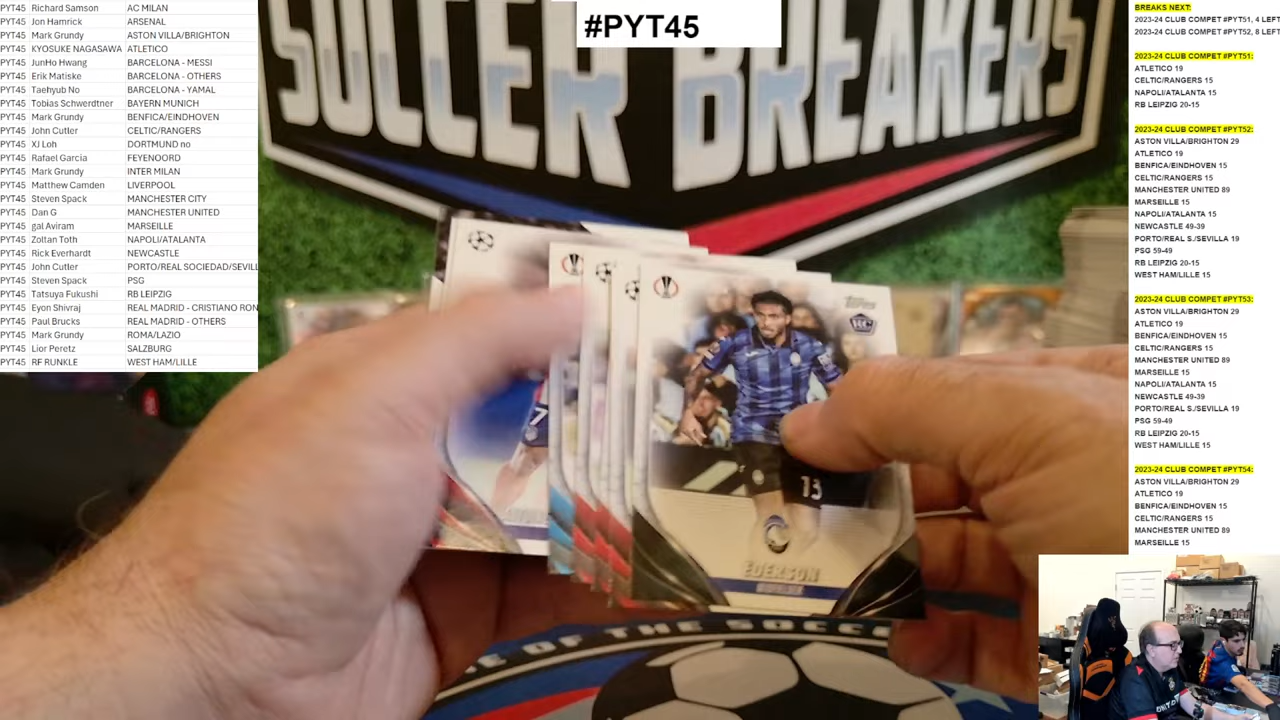 #PYT45
PYT45 Richard Samson AC MILAN
PYT45 Jon Hamrick ARSENAL
PYT45 Mark Grundy ASTON VILLA/BRIGHTON
PYT45 KYOSUKE NAGASAWA ATLETICO
PYT45 JunHo Hwang BARCELONA - MESSI
PYT45 Erik Matiske BARCELONA - OTHERS
PYT45 Taehyub No BARCELONA - YAMAL
PYT45 Tobias Schwerdtner BAYERN MUNICH
PYT45 Mark Grundy BENFICA/EINDHOVEN
PYT45 John Cutler CELTIC/RANGERS
PYT45 XJ Loh DORTMUND no
PYT45 Rafael Garcia FEYENOORD
PYT45 Mark Grundy INTER MILAN
PYT45 Matthew Camden LIVERPOOL
PYT45 Steven Spack MANCHESTER CITY
PYT45 Dan G MANCHESTER UNITED
PYT45 gal Aviram MARSEILLE
PYT45 Zoltan Toth NAPOLI/ATALANTA
PYT45 Rick Everhardt NEWCASTLE
PYT45 John Cutler PORTO/REAL SOCIEDAD/SEVILL
PYT45 Steven Spack PSG
PYT45 Tatsuya Fukushi RB LEIPZIG
PYT45 Eyon Shivraj REAL MADRID - CRISTIANO RON
PYT45 Paul Brucks REAL MADRID - OTHERS
PYT45 Mark Grundy ROMA/LAZIO
PYT45 Lior Peretz SALZBURG
PYT45 RF RUNKLE WEST HAM/LILLE
SOCCER BREAKERS
topps
13
EDERSON
E OF THE SOCCE
BREAKS NEXT:
2023-24 CLUB COMPET #PYT51, 4 LEFT
2023-24 CLUB COMPET #PYT52, 8 LEFT
2023-24 CLUB COMPET #PYT51:
ATLETICO 19
CELTIC/RANGERS 15
NAPOLI/ATALANTA 15
RB LEIPZIG 20-15
2023-24 CLUB COMPET #PYT52:
ASTON VILLA/BRIGHTON 29
ATLETICO 19
BENFICA/EINDHOVEN 15
CELTIC/RANGERS 15
MANCHESTER UNITED 89
MARSEILLE 15
NAPOLI/ATALANTA 15
NEWCASTLE 49-39
PORTO/REAL S./SEVILLA 19
PSG 59-49
RB LEIPZIG 20-15
WEST HAM/LILLE 15
2023-24 CLUB COMPET #PYT53:
ASTON VILLA/BRIGHTON 29
ATLETICO 19
BENFICA/EINDHOVEN 15
CELTIC/RANGERS 15
MANCHESTER UNITED 89
MARSEILLE 15
NAPOLI/ATALANTA 15
NEWCASTLE 49-39
PORTO/REAL S./SEVILLA 19
PSG 59-49
RB LEIPZIG 20-15
WEST HAM/LILLE 15
2023-24 CLUB COMPET #PYT54:
ASTON VILLA/BRIGHTON 29
ATLETICO 19
BENFICA/EINDHOVEN 15
CELTIC/RANGERS 15
MANCHESTER UNITED 89
MARSEILLE 15